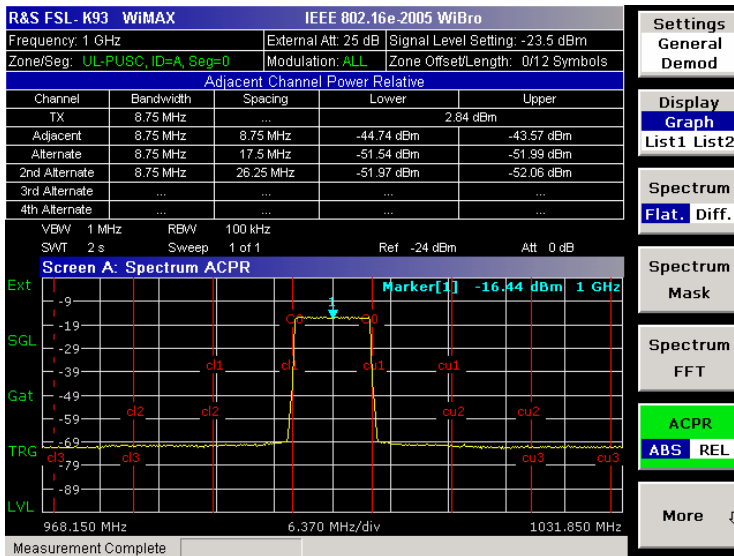 R&S FSL- K93 WiMAX IEEE 802.16e-2005 WiBro
Frequency: 1 GHz External Att: 25 dB Signal Level Setting: -23.5 dBm
Zone/Seg: UL-PUSC, ID=A, Seg=0 Modulation: ALL Zone Offset/Length: 0/12 Symbols
Adjacent Channel Power Relative
Channel Bandwidth Spacing Lower Upper
TX 8.75 MHz ... 2.84 dBm
Adjacent 8.75 MHz 8.75 MHz -44.74 dBm -43.57 dBm
Alternate 8.75 MHz 17.5 MHz -51.54 dBm -51.99 dBm
2nd Alternate 8.75 MHz 26.25 MHz -51.97 dBm -52.06 dBm
3rd Alternate ... ... ... ...
4th Alternate ... ... ... ...
VBW 1 MHz RBW 100 kHz
SWT 2 s Sweep 1 of 1 Ref -24 dBm Att 0 dB
Screen A: Spectrum ACPR
Ext
Marker[1] -16.44 dBm 1 GHz
-9
1
-19
C0 C0
SGL
-29
-39
cl1 cl1 cu1 cu1
Gat
-49
-59
cl2 cl2 cu2 cu2
TRG
-69
cl3 cl3 cu3 cu3
-79
-89
LVL
968.150 MHz 6.370 MHz/div 1031.850 MHz
Measurement Complete
Settings
General
Demod
Display
Graph
List1 List2
Spectrum
Flat. Diff.
Spectrum
Mask
Spectrum
FFT
ACPR
ABS REL
More